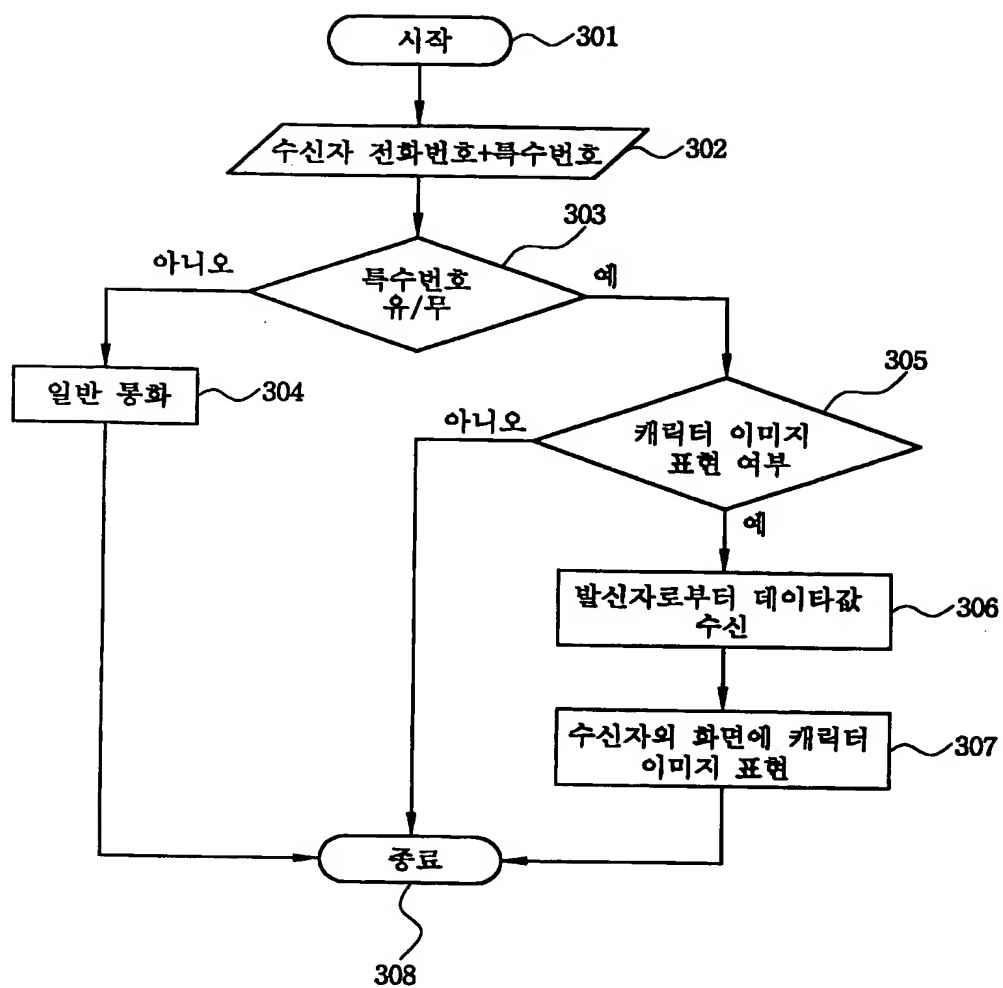 시작
301
수신자 전화번호+특수번호
302
303
아니오
특수번호
유/무
예
305
일반 통화
304
아니오
캐릭터 이미지
표현 여부
예
발신자로부터 데이타값
수신
306
수신자의 화면에 캐릭터
이미지 표현
307
종료
308